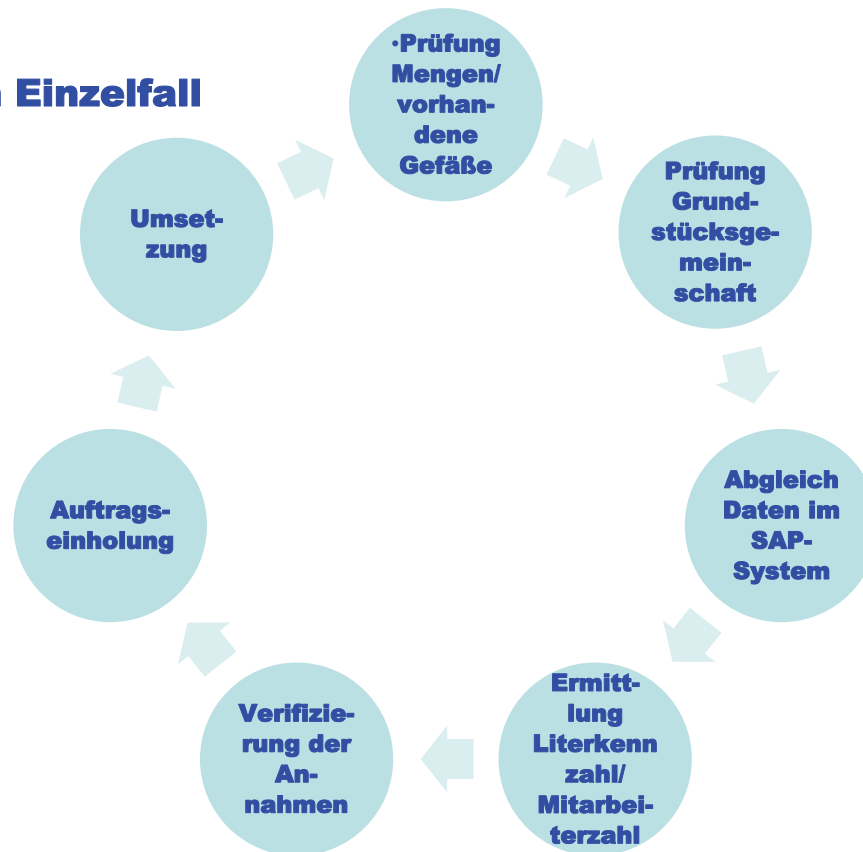 Einzelfall
•Prüfung
Mengen/
vorhan-
dene
Gefäße
Prüfung
Grund-
stücksge-
mein-
schaft
Abgleich
Daten im
SAP-
System
Ermitt-
lung
Literkenn
zahl/
Mitarbei-
terzahl
Verifizie-
rung der
An-
nahmen
Auftrags-
einholung
Umset-
zung